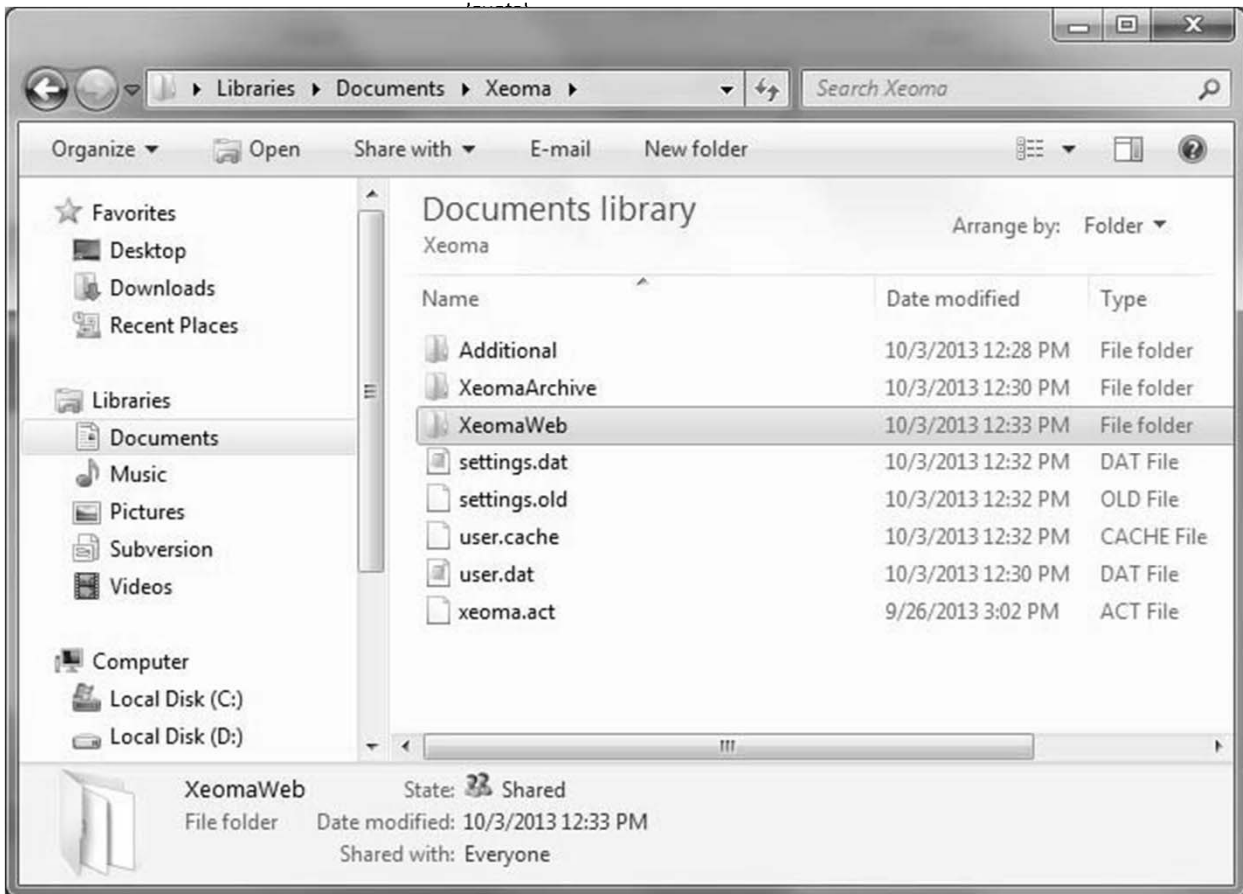 Libraries Documents Xeoma Search Xeoma
Organize Open Share with E-mail New folder
Favorites
Desktop
Downloads
Recent Places
Libraries
Documents
Music
Pictures
Subversion
Videos
Computer
Local Disk (C:)
Local Disk (D:)
Documents library
Xeoma
Arrange by: Folder
Name Date modified Type
Additional 10/3/2013 12:28 PM File folder
XeomaArchive 10/3/2013 12:30 PM File folder
XeomaWeb 10/3/2013 12:33 PM File folder
settings.dat 10/3/2013 12:32 PM DAT File
settings.old 10/3/2013 12:32 PM OLD File
user.cache 10/3/2013 12:32 PM CACHE File
user.dat 10/3/2013 12:30 PM DAT File
xeoma.act 9/26/2013 3:02 PM ACT File
XeomaWeb State: Shared
File folder Date modified: 10/3/2013 12:33 PM
Shared with: Everyone